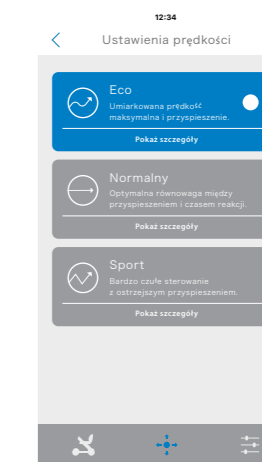 12:34
Ustawienia prędkości
Eco
Umiarkowana prędkość
maksymalna i przyspieszenie.
Pokaż szczegóły
Normalny
Optymalna równowaga między
przyspieszeniem i czasem reakcji.
Pokaż szczegóły
Sport
Bardzo czułe sterowanie
z ostrzejszym przyspieszeniem.
Pokaż szczegóły